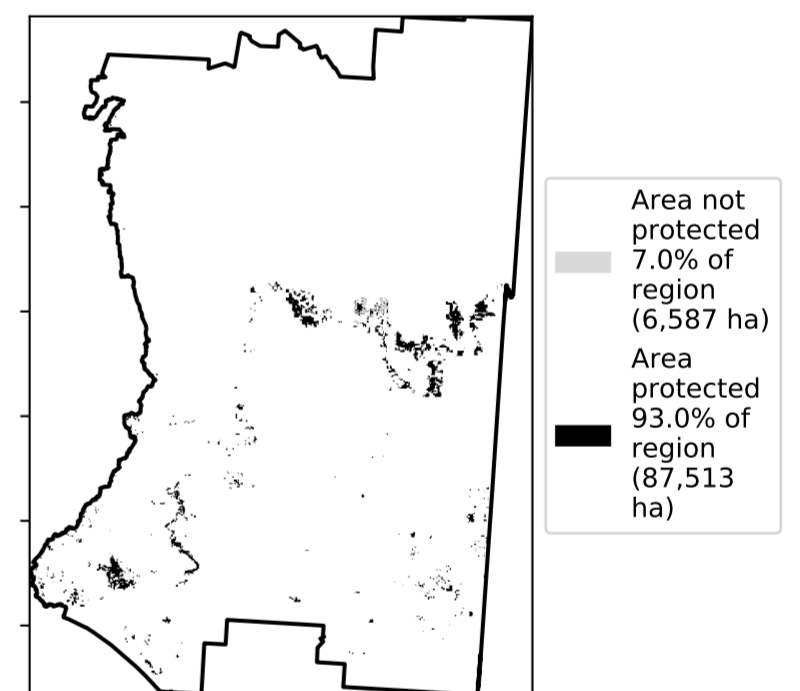 Area not
protected
7.0% of
region
(6,587 ha)
Area
protected
93.0% of
region
(87,513
ha)